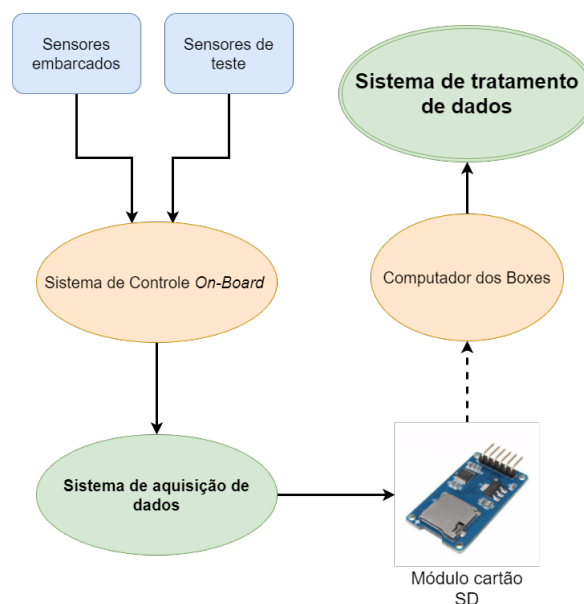 Sensores
embarcados
Sensores de
teste
Sistema de tratamento
de dados
Sistema de Controle On-Board
Computador dos Boxes
Sistema de aquisição de
dados
Módulo cartão
SD